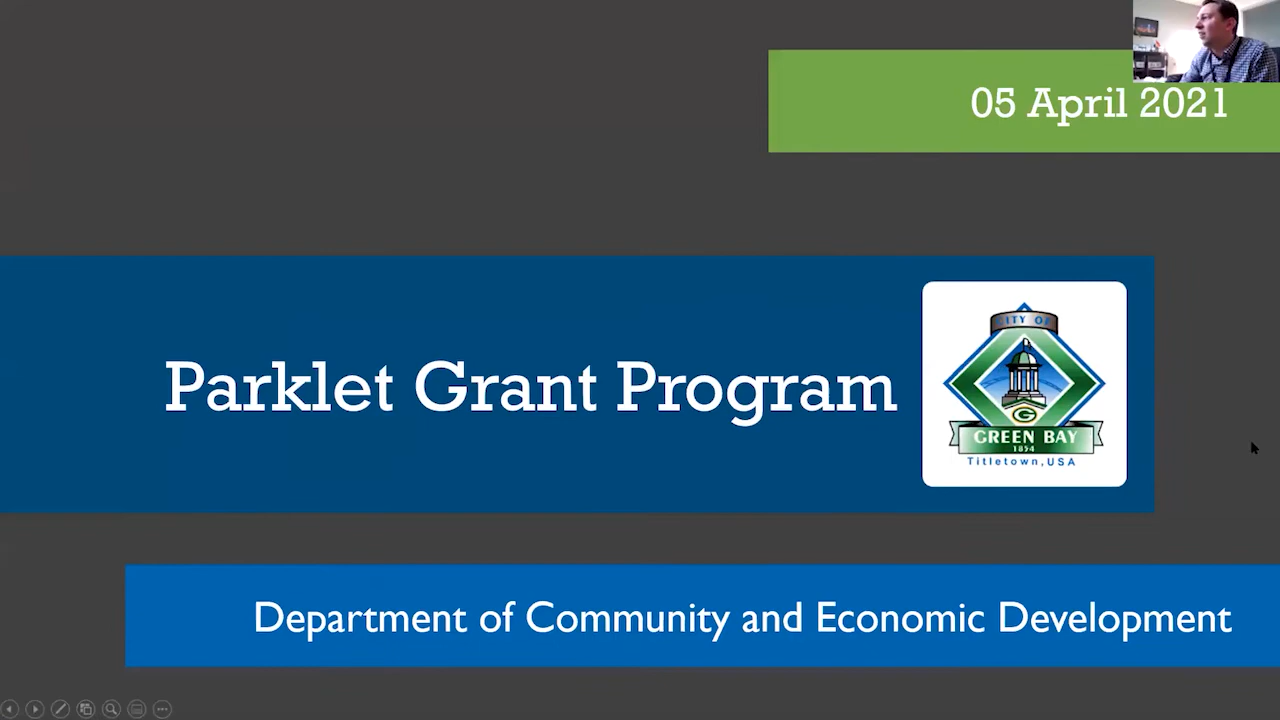 05 April 2021
Parklet Grant Program
CITY OF
G
GREEN BAY
1854
Titletown, USA
Department of Community and Economic Development